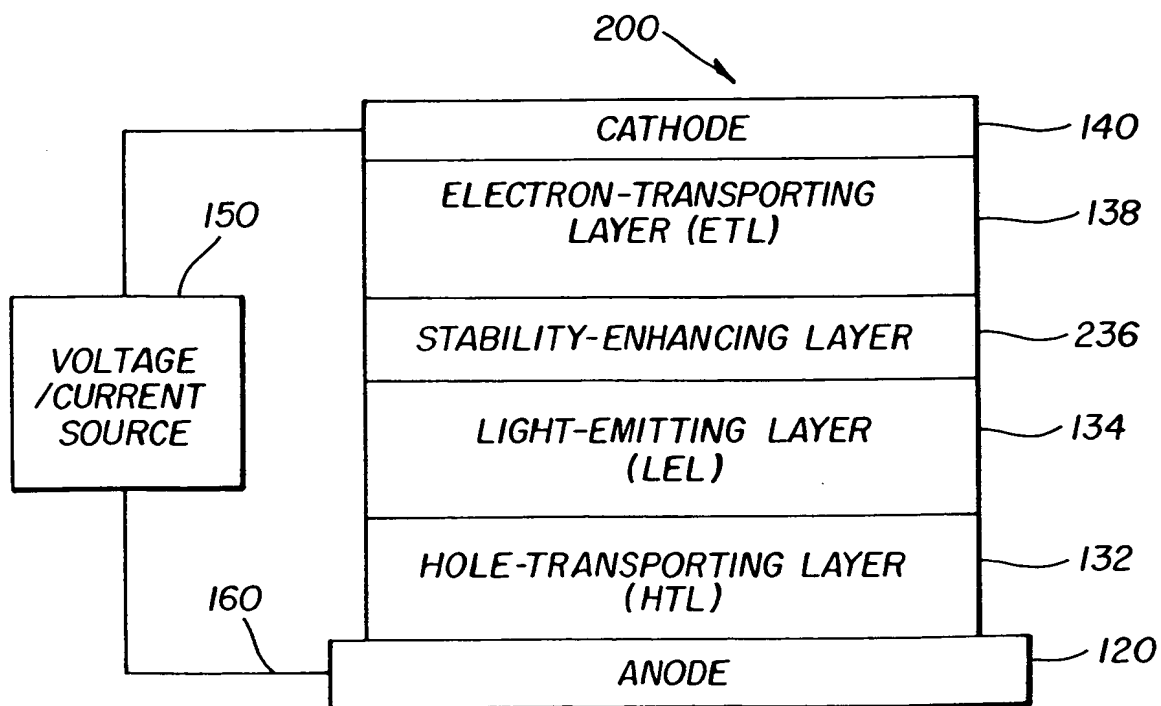 200
CATHODE
140
ELECTRON-TRANSPORTING
LAYER (ETL)
138
150
STABILITY-ENHANCING LAYER
236
VOLTAGE
/CURRENT
SOURCE
LIGHT-EMITTING LAYER
(LEL)
134
HOLE-TRANSPORTING LAYER
(HTL)
132
160
ANODE
120